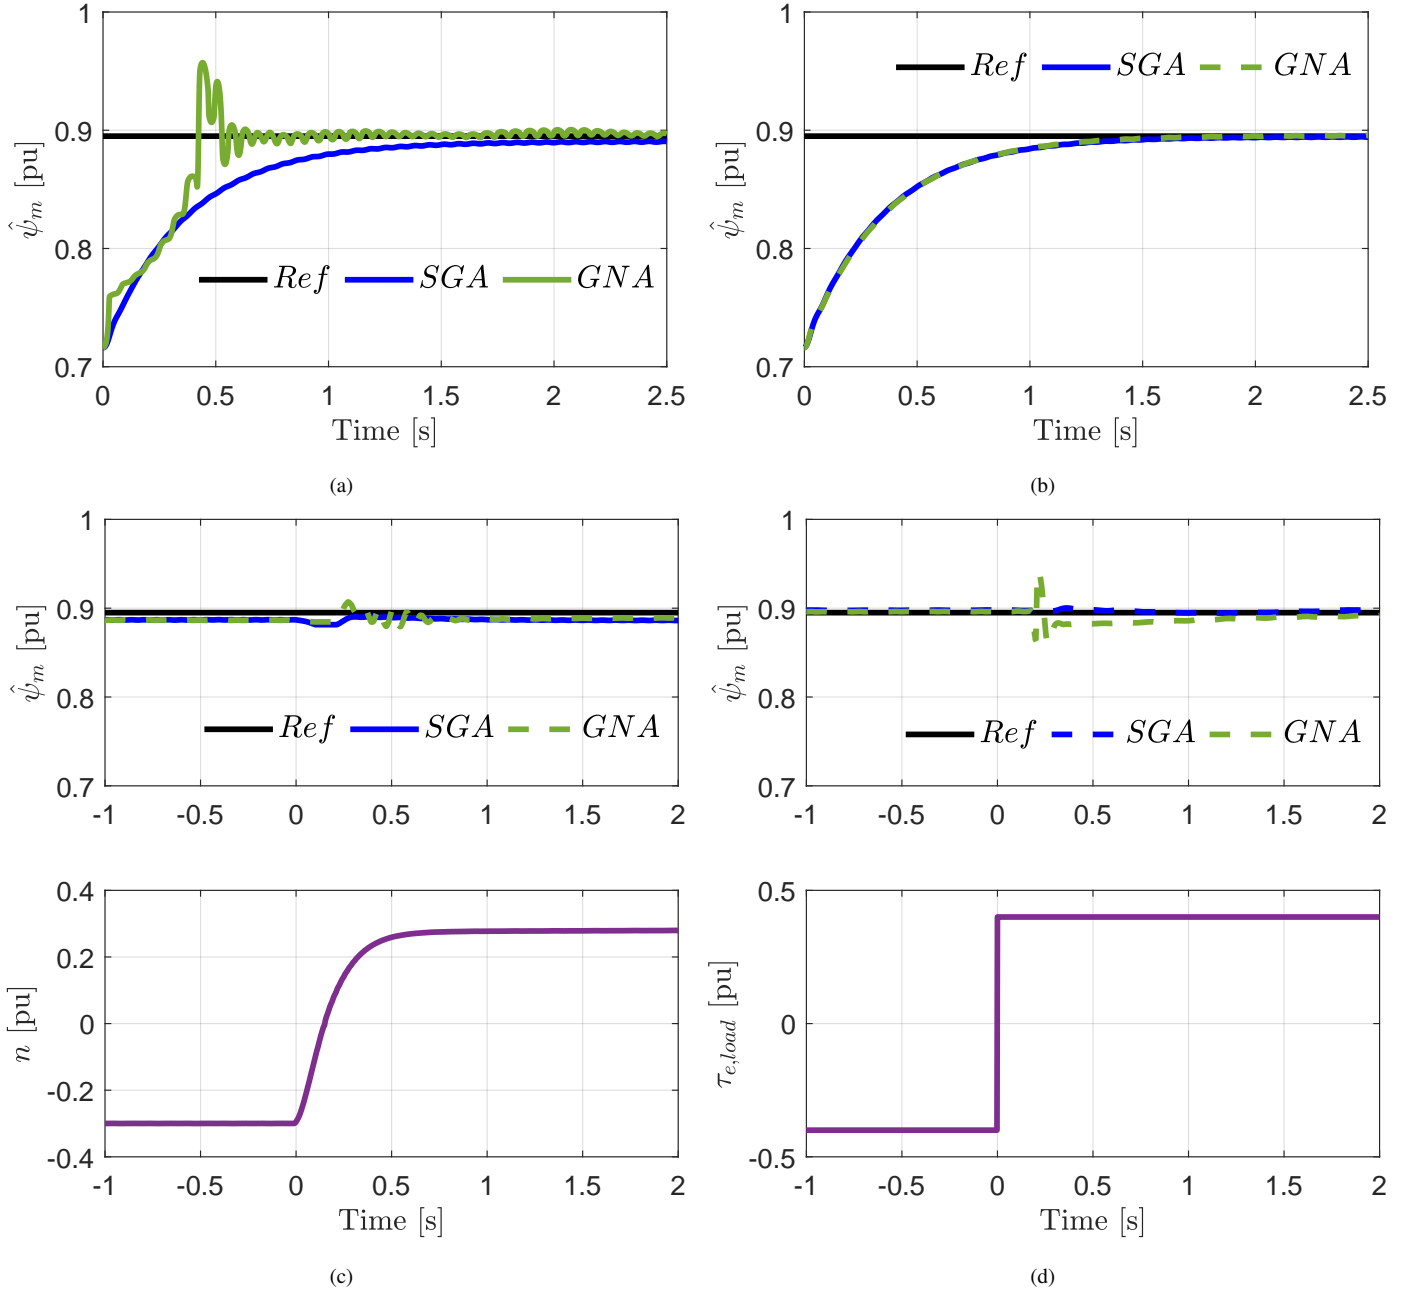 1
0.9
0.8
0.7
ψ̂m [pu]
Ref SGA GNA
0 0.5 1 1.5 2 2.5
Time [s]
(a)
1
0.9
0.8
0.7
ψ̂m [pu]
Ref SGA GNA
0 0.5 1 1.5 2 2.5
Time [s]
(b)
1
0.9
0.8
0.7
ψ̂m [pu]
Ref SGA GNA
-1 -0.5 0 0.5 1 1.5 2
0.4
0.2
0
-0.2
-0.4
n [pu]
-1 -0.5 0 0.5 1 1.5 2
Time [s]
(c)
1
0.9
0.8
0.7
ψ̂m [pu]
Ref SGA GNA
-1 -0.5 0 0.5 1 1.5 2
0.5
0
-0.5
τe,load [pu]
-1 -0.5 0 0.5 1 1.5 2
Time [s]
(d)